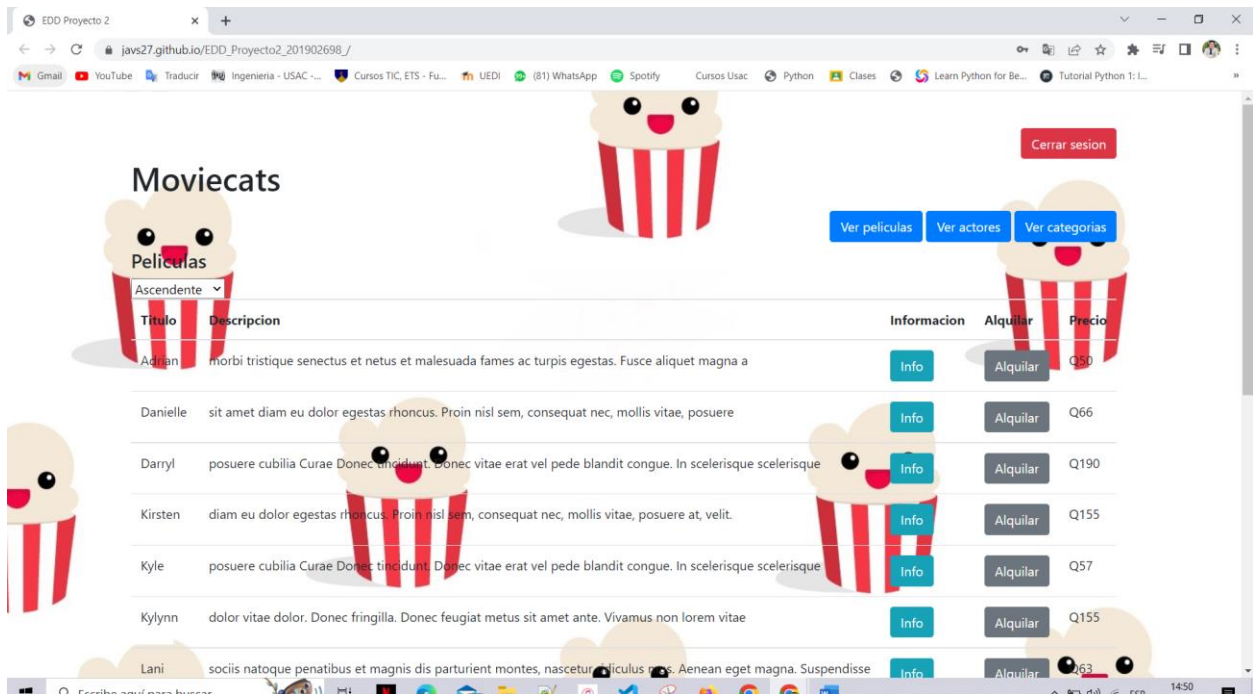 EDD Proyecto 2
javs27.github.io/EDD_Proyecto2_201902698_/
Gmail YouTube Traducir Ingenieria - USAC -... Cursos TIC, ETS - Fu... UEDI (81) WhatsApp Spotify Cursos Usac Python Clases Learn Python for Be... Tutorial Python 1: I...
Cerrar sesion
Moviecats
Ver peliculas Ver actores Ver categorias
Peliculas
Ascendente
Titulo Descripcion Informacion Alquilar Precio
Adrian morbi tristique senectus et netus et malesuada fames ac turpis egestas. Fusce aliquet magna a Info Alquilar Q50
Danielle sit amet diam eu dolor egestas rhoncus. Proin nisl sem, consequat nec, mollis vitae, posuere Info Alquilar Q66
Darryl posuere cubilia Curae Donec tincidunt. Donec vitae erat vel pede blandit congue. In scelerisque scelerisque Info Alquilar Q190
Kirsten diam eu dolor egestas rhoncus. Proin nisl sem, consequat nec, mollis vitae, posuere at, velit. Info Alquilar Q155
Kyle posuere cubilia Curae Donec tincidunt. Donec vitae erat vel pede blandit congue. In scelerisque scelerisque Info Alquilar Q57
Kylynn dolor vitae dolor. Donec fringilla. Donec feugiat metus sit amet ante. Vivamus non lorem vitae Info Alquilar Q155
Lani sociis natoque penatibus et magnis dis parturient montes, nascetur ridiculus mus. Aenean eget magna. Suspendisse Info Alquilar Q63
Escribe aquí para buscar ESP 14:50